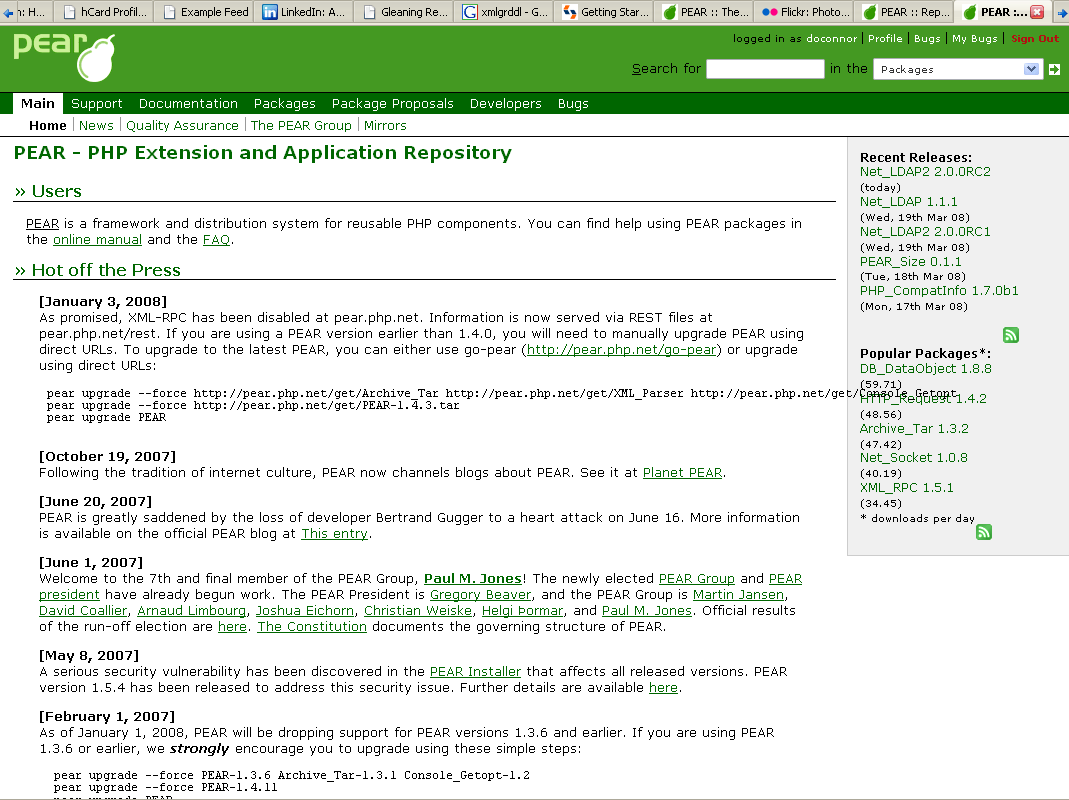 n: H...
hCard Profil...
Example Feed
LinkedIn: A...
Gleaning Re...
xmlgrddl - G...
Getting Star...
PEAR :: The...
Flickr: Photo...
PEAR :: Rep...
PEAR :...
pear
logged in as doconnor | Profile | Bugs | My Bugs | Sign Out
Search for in the Packages
Main Support Documentation Packages Package Proposals Developers Bugs
Home | News | Quality Assurance | The PEAR Group | Mirrors
PEAR - PHP Extension and Application Repository
» Users
PEAR is a framework and distribution system for reusable PHP components. You can find help using PEAR packages in
the online manual and the FAQ.
» Hot off the Press
[January 3, 2008]
As promised, XML-RPC has been disabled at pear.php.net. Information is now served via REST files at
pear.php.net/rest. If you are using a PEAR version earlier than 1.4.0, you will need to manually upgrade PEAR using
direct URLs. To upgrade to the latest PEAR, you can either use go-pear (http://pear.php.net/go-pear) or upgrade
using direct URLs:
pear upgrade --force http://pear.php.net/get/Archive_Tar http://pear.php.net/get/XML_Parser http://pear.php.net/get/Console_Getopt
pear upgrade --force http://pear.php.net/get/PEAR-1.4.3.tar
pear upgrade PEAR
[October 19, 2007]
Following the tradition of internet culture, PEAR now channels blogs about PEAR. See it at Planet PEAR.
[June 20, 2007]
PEAR is greatly saddened by the loss of developer Bertrand Gugger to a heart attack on June 16. More information
is available on the official PEAR blog at This entry.
[June 1, 2007]
Welcome to the 7th and final member of the PEAR Group, Paul M. Jones! The newly elected PEAR Group and PEAR
president have already begun work. The PEAR President is Gregory Beaver, and the PEAR Group is Martin Jansen,
David Coallier, Arnaud Limbourg, Joshua Eichorn, Christian Weiske, Helgi Þormar, and Paul M. Jones. Official results
of the run-off election are here. The Constitution documents the governing structure of PEAR.
[May 8, 2007]
A serious security vulnerability has been discovered in the PEAR Installer that affects all released versions. PEAR
version 1.5.4 has been released to address this security issue. Further details are available here.
[February 1, 2007]
As of January 1, 2008, PEAR will be dropping support for PEAR versions 1.3.6 and earlier. If you are using PEAR
1.3.6 or earlier, we strongly encourage you to upgrade using these simple steps:
pear upgrade --force PEAR-1.3.6 Archive_Tar-1.3.1 Console_Getopt-1.2
pear upgrade --force PEAR-1.4.11
pear upgrade PEAR
Recent Releases:
Net_LDAP2 2.0.0RC2
(today)
Net_LDAP 1.1.1
(Wed, 19th Mar 08)
Net_LDAP2 2.0.0RC1
(Wed, 19th Mar 08)
PEAR_Size 0.1.1
(Tue, 18th Mar 08)
PHP_CompatInfo 1.7.0b1
(Mon, 17th Mar 08)
Popular Packages*:
DB_DataObject 1.8.8
(59.71)
HTTP_Request 1.4.2
(48.56)
Archive_Tar 1.3.2
(47.42)
Net_Socket 1.0.8
(40.19)
XML_RPC 1.5.1
(34.45)
* downloads per day